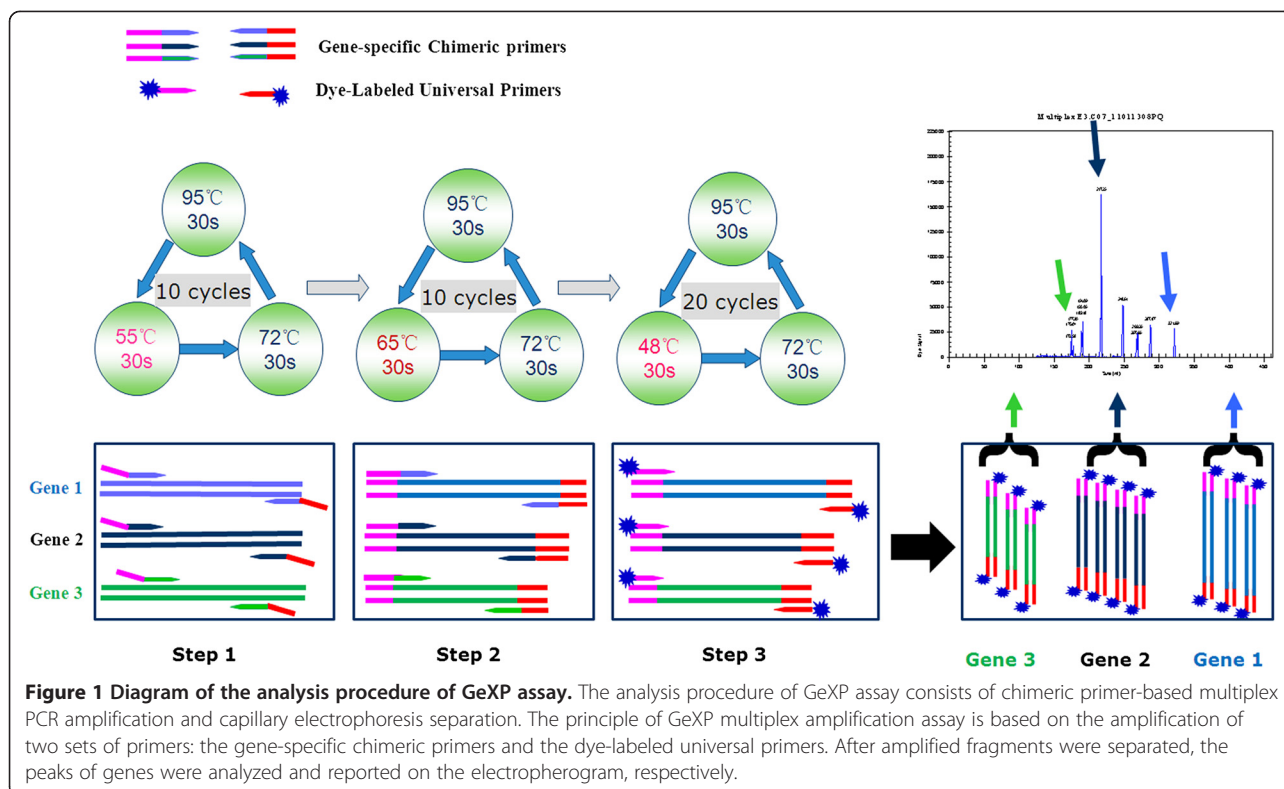 Gene-specific Chimeric primers
Dye-Labeled Universal Primers
95℃
30s
10 cycles
55℃
30s
72℃
30s
95℃
30s
10 cycles
65℃
30s
72℃
30s
95℃
30s
20 cycles
48℃
30s
72℃
30s
Gene 1
Gene 2
Gene 3
Step 1
Step 2
Step 3
Gene 3
Gene 2
Gene 1
Figure 1 Diagram of the analysis procedure of GeXP assay. The analysis procedure of GeXP assay consists of chimeric primer-based multiplex
PCR amplification and capillary electrophoresis separation. The principle of GeXP multiplex amplification assay is based on the amplification of
two sets of primers: the gene-specific chimeric primers and the dye-labeled universal primers. After amplified fragments were separated, the
peaks of genes were analyzed and reported on the electropherogram, respectively.